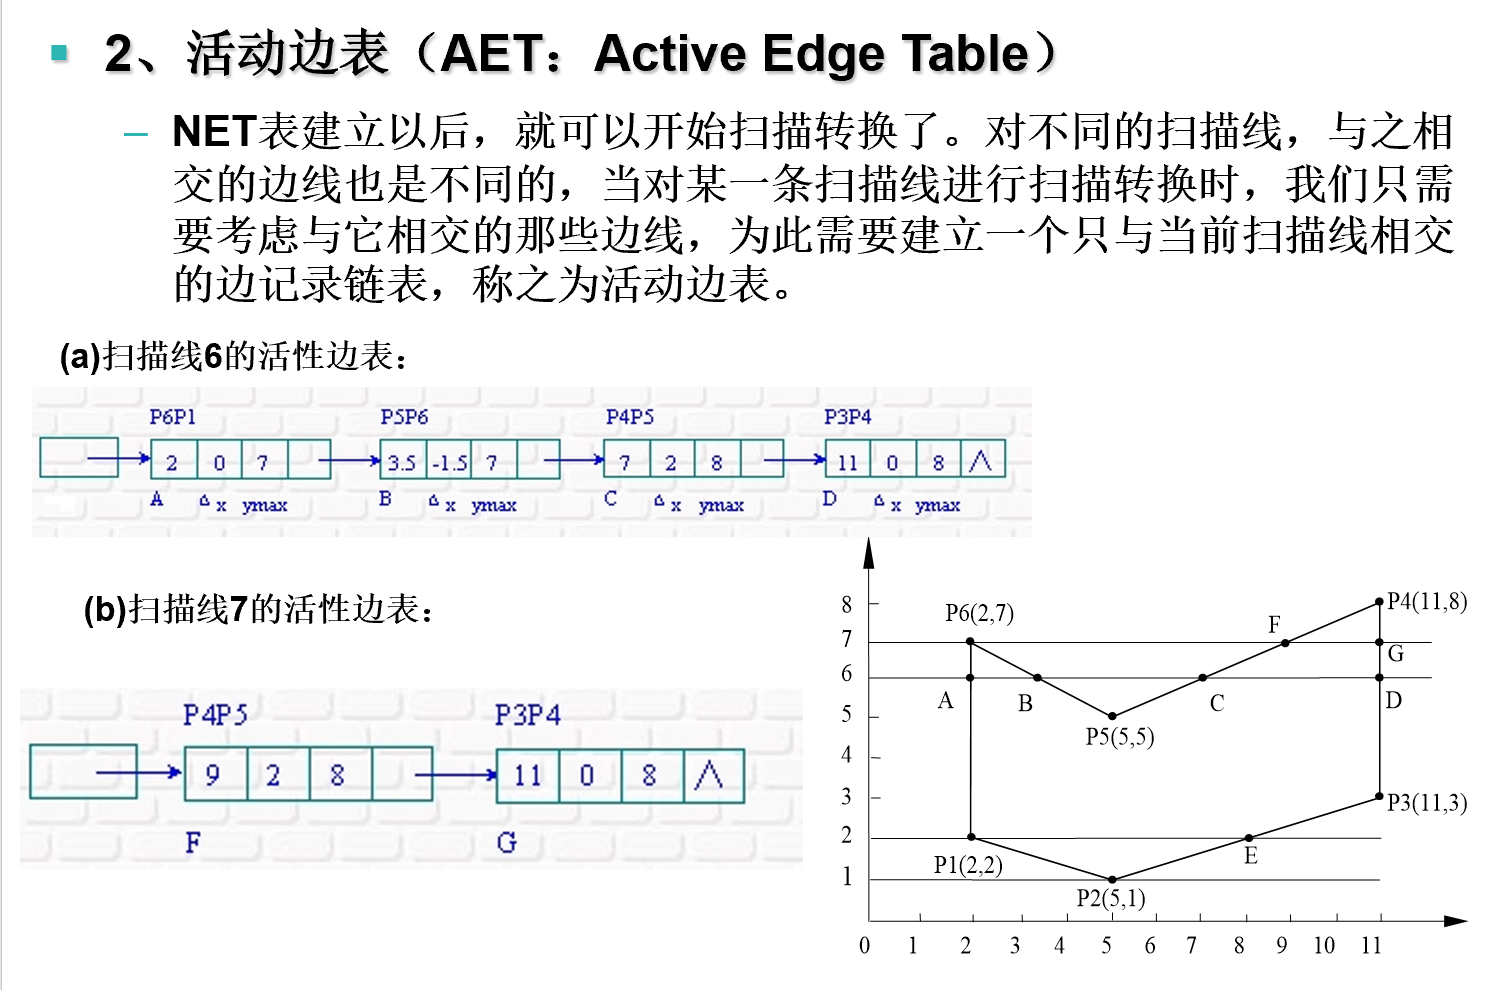 2、活动边表（AET：Active Edge Table）
– NET表建立以后，就可以开始扫描转换了。对不同的扫描线，与之相
交的边线也是不同的，当对某一条扫描线进行扫描转换时，我们只需
要考虑与它相交的那些边线，为此需要建立一个只与当前扫描线相交
的边记录链表，称之为活动边表。
(a)扫描线6的活性边表：
P6P1 P5P6 P4P5 P3P4
2 0 7 3.5 -1.5 7 7 2 8 11 0 8 ∧
A Δx ymax B Δx ymax C Δx ymax D Δx ymax
(b)扫描线7的活性边表：
P4P5 P3P4
9 2 8 11 0 8 ∧
F G
8 P4(11,8)
P6(2,7) F
7 G
6
A B C D
5
P5(5,5)
4
3 P3(11,3)
2 E
P1(2,2)
1
P2(5,1)
0 1 2 3 4 5 6 7 8 9 10 11